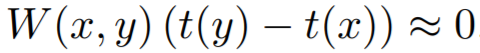 W(x, y) (t(y) − t(x)) ≈ 0.